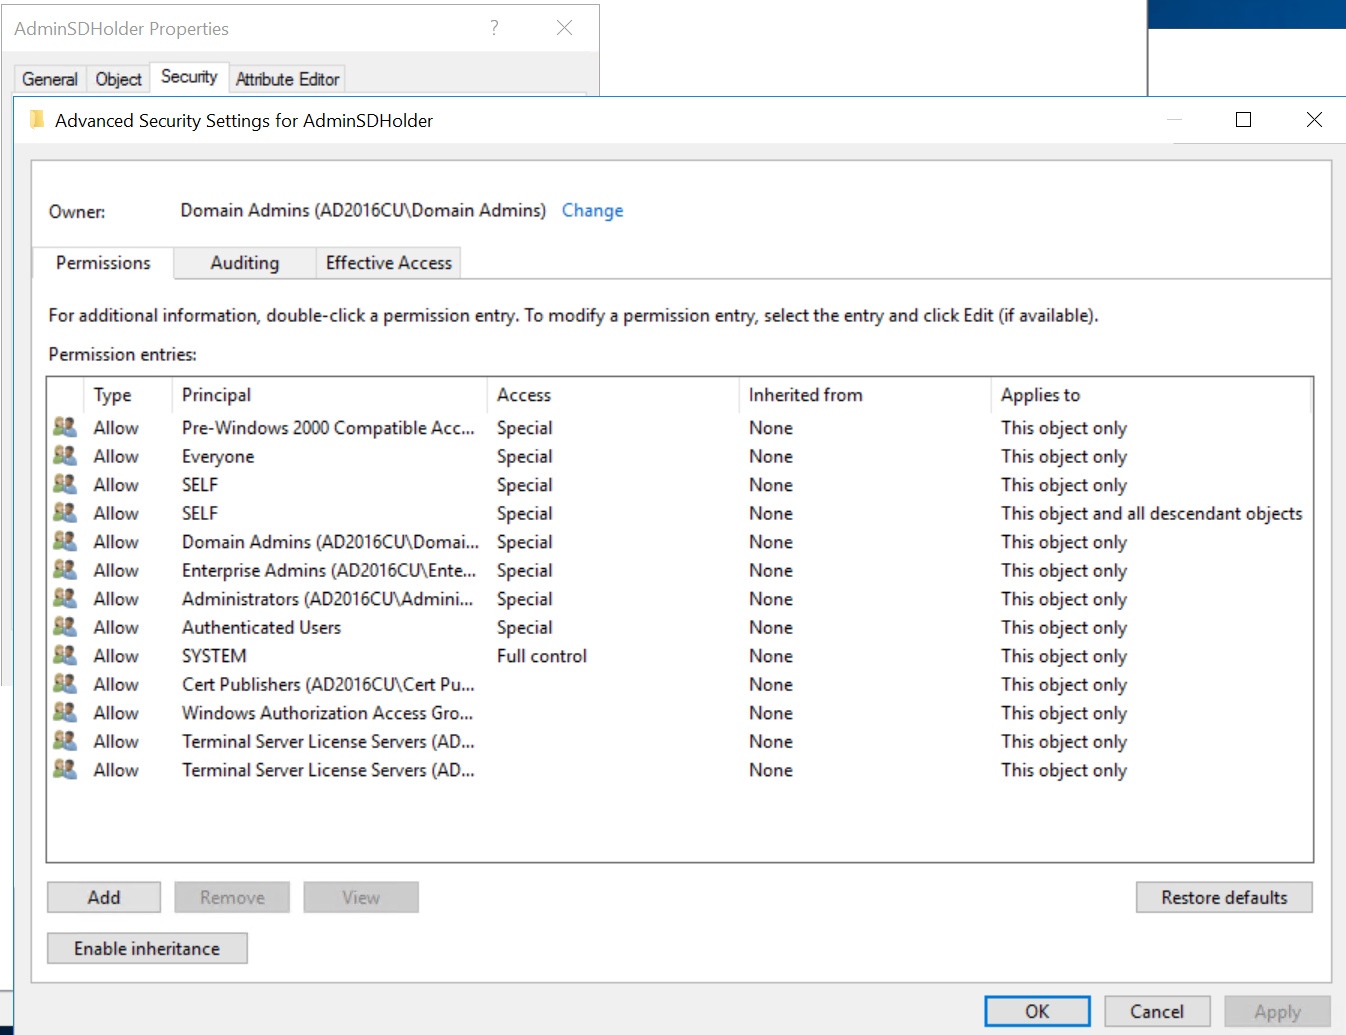 AdminSDHolder Properties ?
General Object Security Attribute Editor
Advanced Security Settings for AdminSDHolder
Owner: Domain Admins (AD2016CU\Domain Admins) Change
Permissions Auditing Effective Access
For additional information, double-click a permission entry. To modify a permission entry, select the entry and click Edit (if available).
Permission entries:
Type Principal Access Inherited from Applies to
Allow Pre-Windows 2000 Compatible Acc... Special None This object only
Allow Everyone Special None This object only
Allow SELF Special None This object only
Allow SELF Special None This object and all descendant objects
Allow Domain Admins (AD2016CU\Domai... Special None This object only
Allow Enterprise Admins (AD2016CU\Ente... Special None This object only
Allow Administrators (AD2016CU\Admini... Special None This object only
Allow Authenticated Users Special None This object only
Allow SYSTEM Full control None This object only
Allow Cert Publishers (AD2016CU\Cert Pu... None This object only
Allow Windows Authorization Access Gro... None This object only
Allow Terminal Server License Servers (AD... None This object only
Allow Terminal Server License Servers (AD... None This object only
Add Remove View Restore defaults
Enable inheritance
OK Cancel Apply